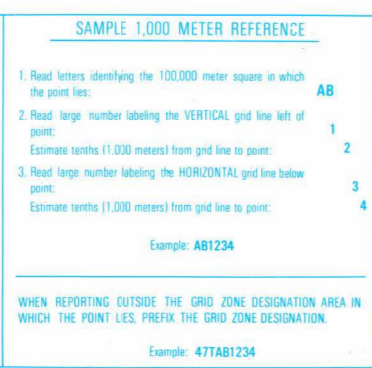 SAMPLE 1,000 METER REFERENCE
1. Read letters identifying the 100,000 meter square in which
the point lies: AB
2. Read large number labeling the VERTICAL grid line left of
point: 1
Estimate tenths (1,000 meters) from grid line to point: 2
3. Read large number labeling the HORIZONTAL grid line below
point: 3
Estimate tenths (1,000 meters) from grid line to point: 4
Example: AB1234
WHEN REPORTING OUTSIDE THE GRID ZONE DESIGNATION AREA IN
WHICH THE POINT LIES, PREFIX THE GRID ZONE DESIGNATION.
Example: 47TAB1234